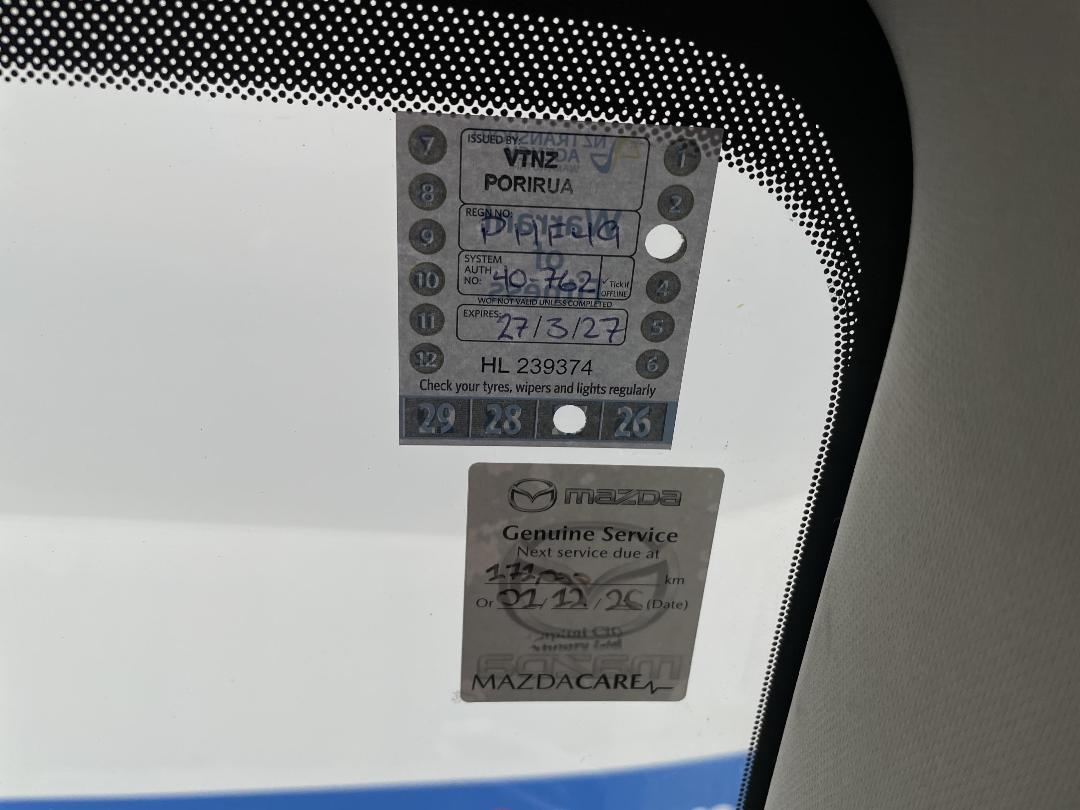 ISSUED BY:
VTNZ
PORIRUA
7
1
8
2
REGN NO:
9
SYSTEM
AUTH
NO: 40-762
Tick if
OFFLINE
10
4
WOF NOT VALID UNLESS COMPLETED
EXPIRES: 27/3/27
11
5
12
6
HL 239374
Check your tyres, wipers and lights regularly
29 28 26
mazda
Genuine Service
Next service due at
km
Or 01/12/26 (Date)
MAZDACARE